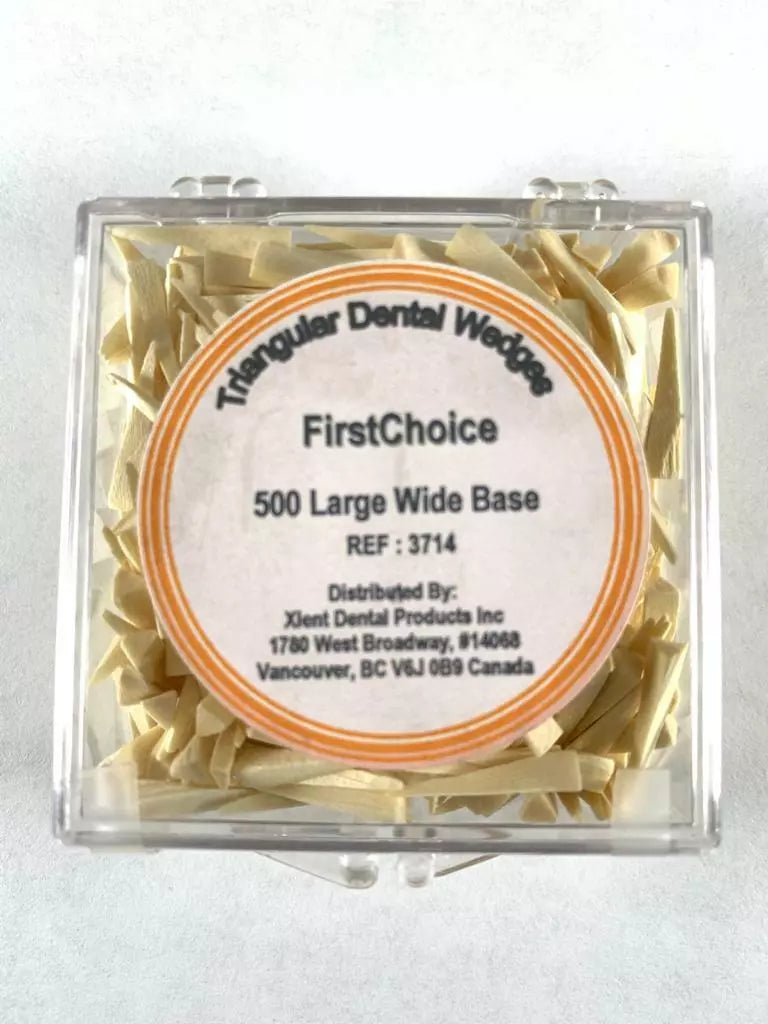 Triangular Dental Wedges
FirstChoice
500 Large Wide Base
REF : 3714
Distributed By:
Xlent Dental Products Inc
1780 West Broadway, #14068
Vancouver, BC V6J 0B9 Canada